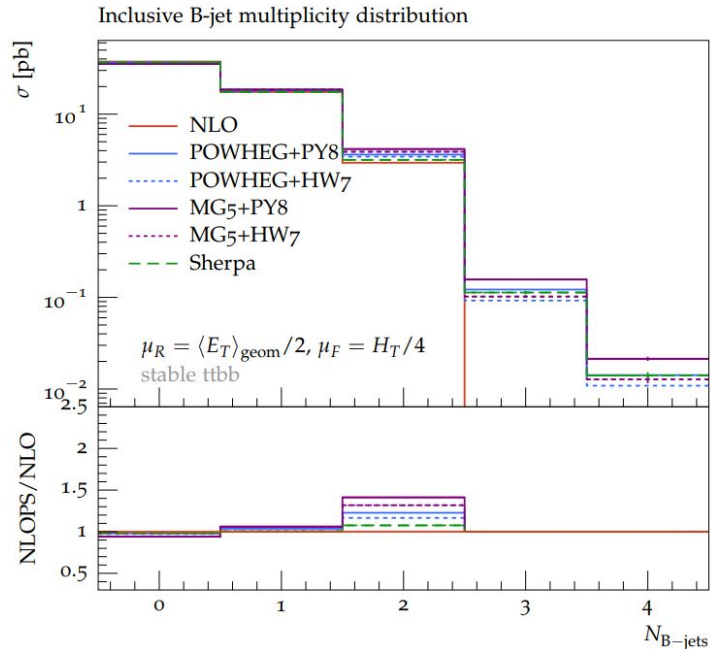 Inclusive B-jet multiplicity distribution
σ [pb]
10¹
1
10⁻¹
10⁻²
NLO
POWHEG+PY8
POWHEG+HW7
MG5+PY8
MG5+HW7
Sherpa
μ_R = ⟨E_T⟩_geom/2, μ_F = H_T/4
stable ttbb
NLOPS/NLO
2.5
2
1.5
1
0.5
0 1 2 3 4
N_B−jets